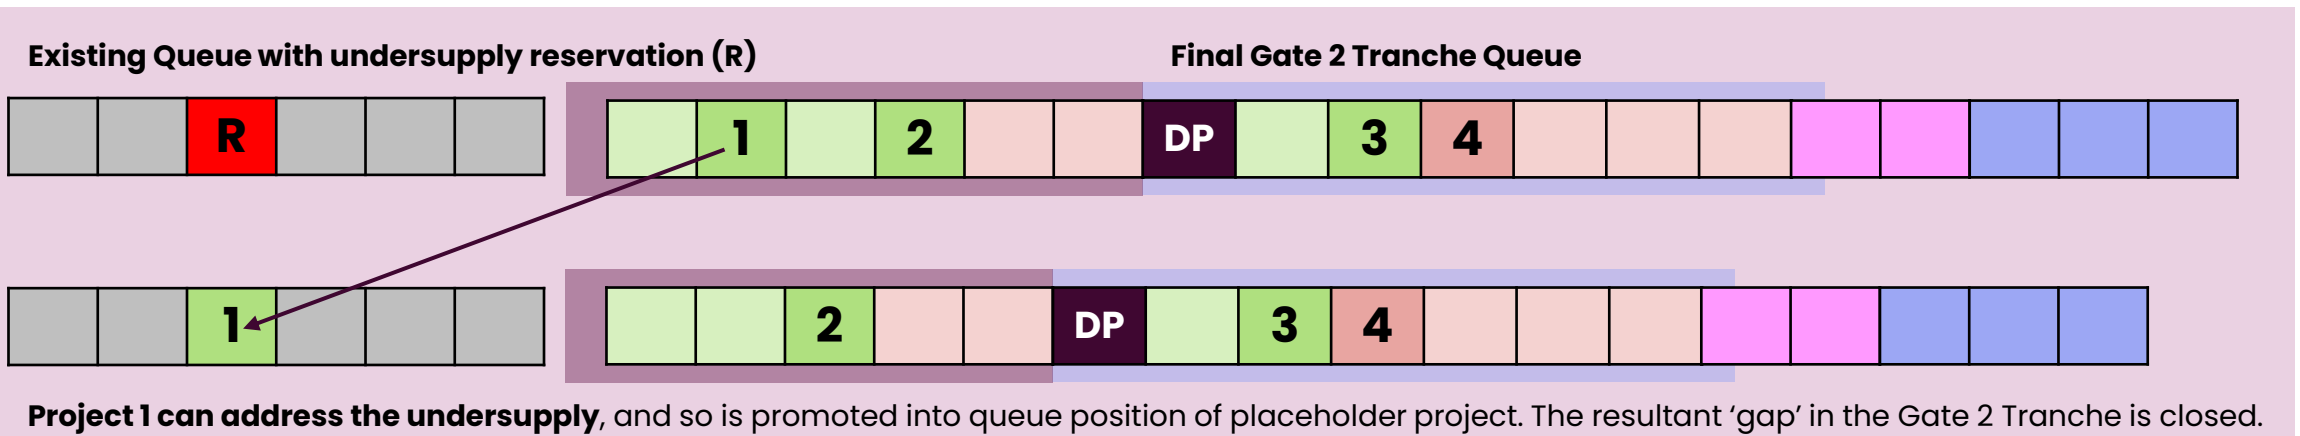 Existing Queue with undersupply reservation (R)
Final Gate 2 Tranche Queue
R
1 2 DP 3 4
1
2 DP 3 4
Project 1 can address the undersupply, and so is promoted into queue position of placeholder project. The resultant ‘gap’ in the Gate 2 Tranche is closed.